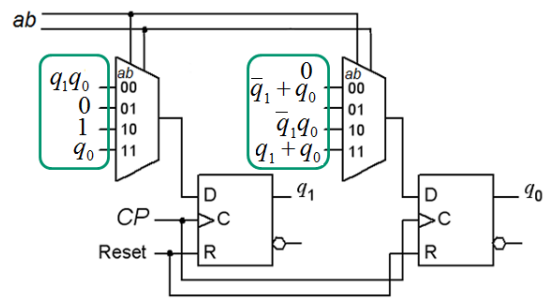 ab
ab
q₁q₀ 00
0 01
1 10
q₀ 11
0
ab
q̅₁ + q₀ 00
01
q̅₁q₀ 10
q₁ + q₀ 11
D
q₁
CP
C
Reset
R
D
q₀
C
R